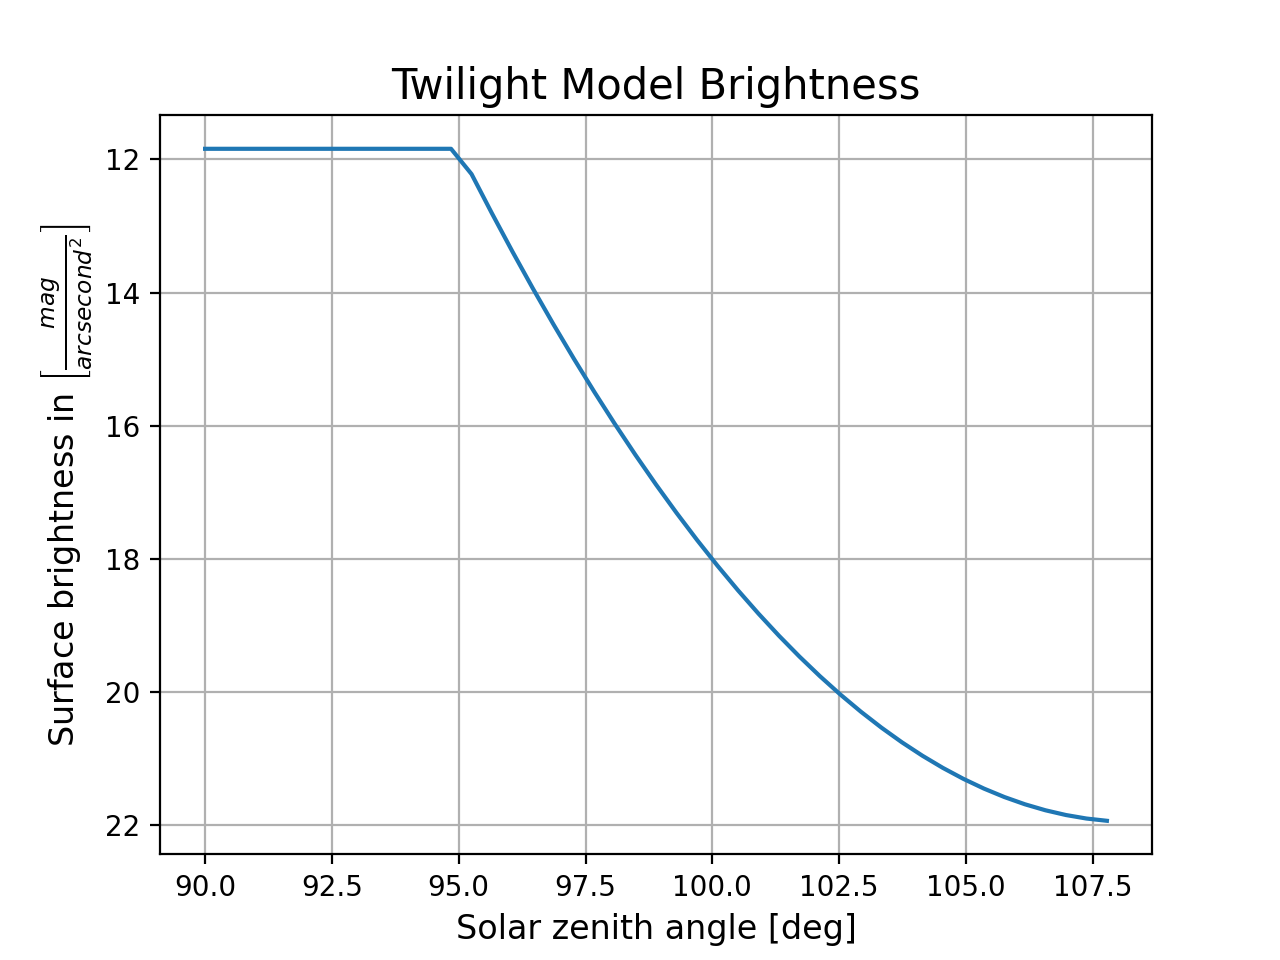 Twilight Model Brightness
Surface brightness in [mag/arcsecond²]
12
14
16
18
20
22
90.0 92.5 95.0 97.5 100.0 102.5 105.0 107.5
Solar zenith angle [deg]